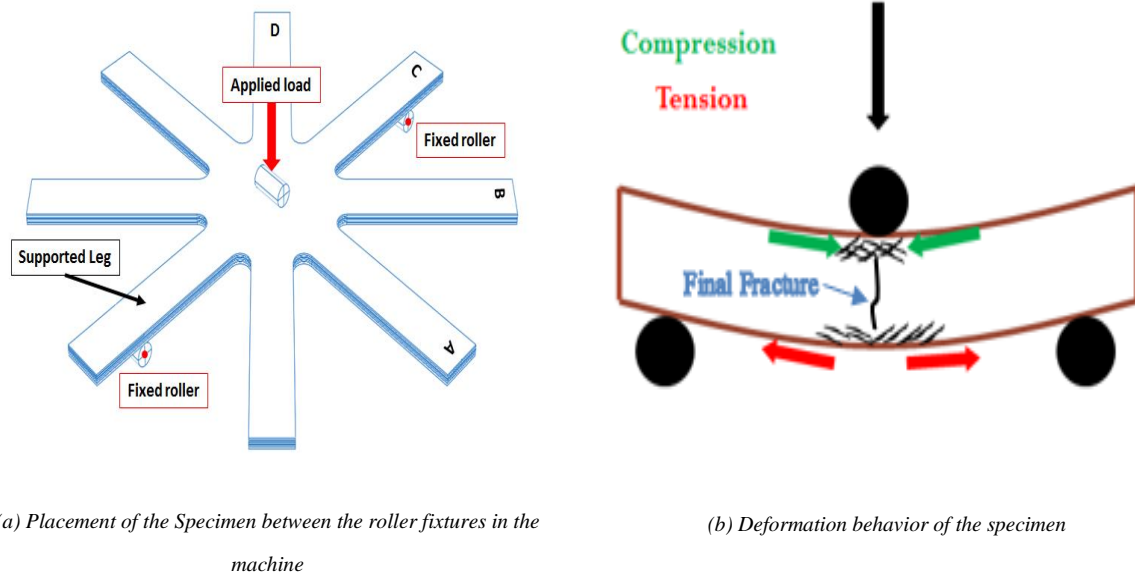 D
C
Applied load
Fixed roller
B
Supported Leg
A
Fixed roller
Compression
Tension
Final Fracture
(a) Placement of the Specimen between the roller fixtures in the
machine
(b) Deformation behavior of the specimen